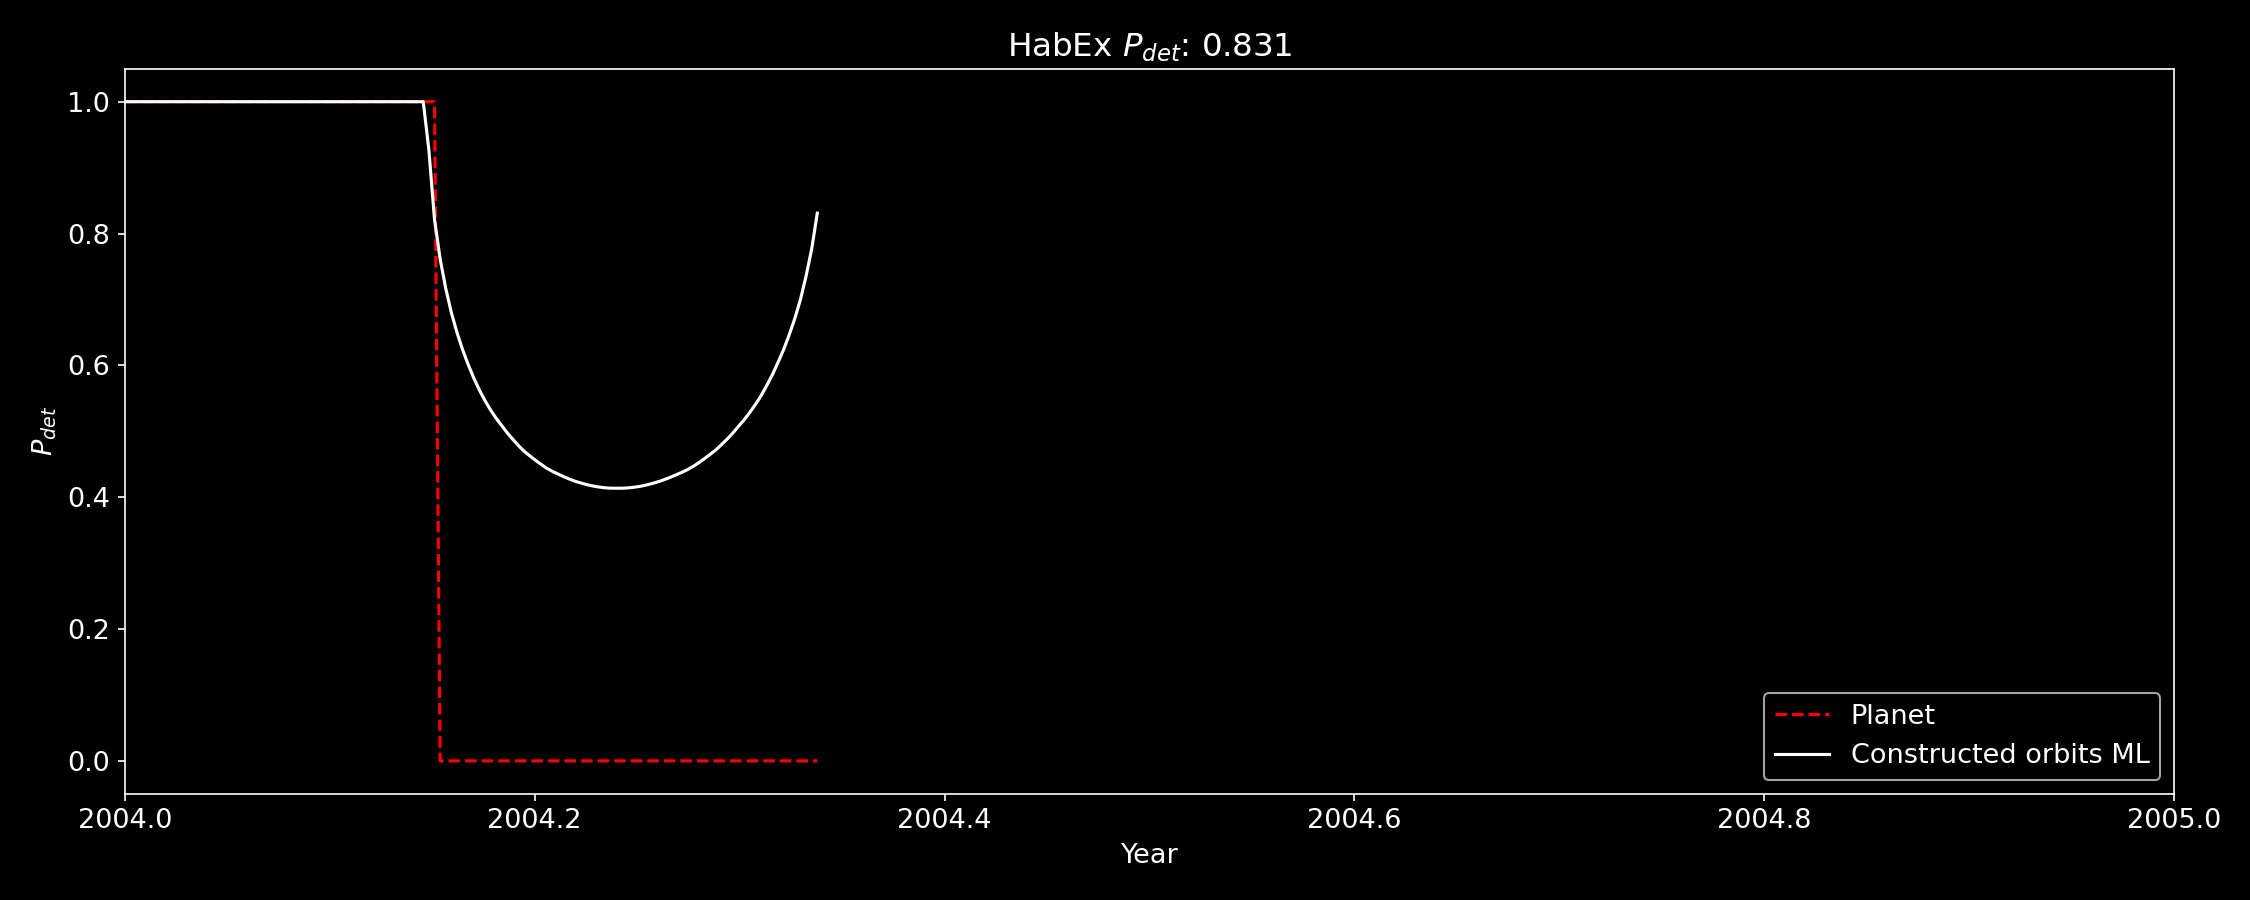 HabEx P_det: 0.831
P_det
1.0
0.8
0.6
0.4
0.2
0.0
2004.0 2004.2 2004.4 2004.6 2004.8 2005.0
Year
Planet
Constructed orbits ML